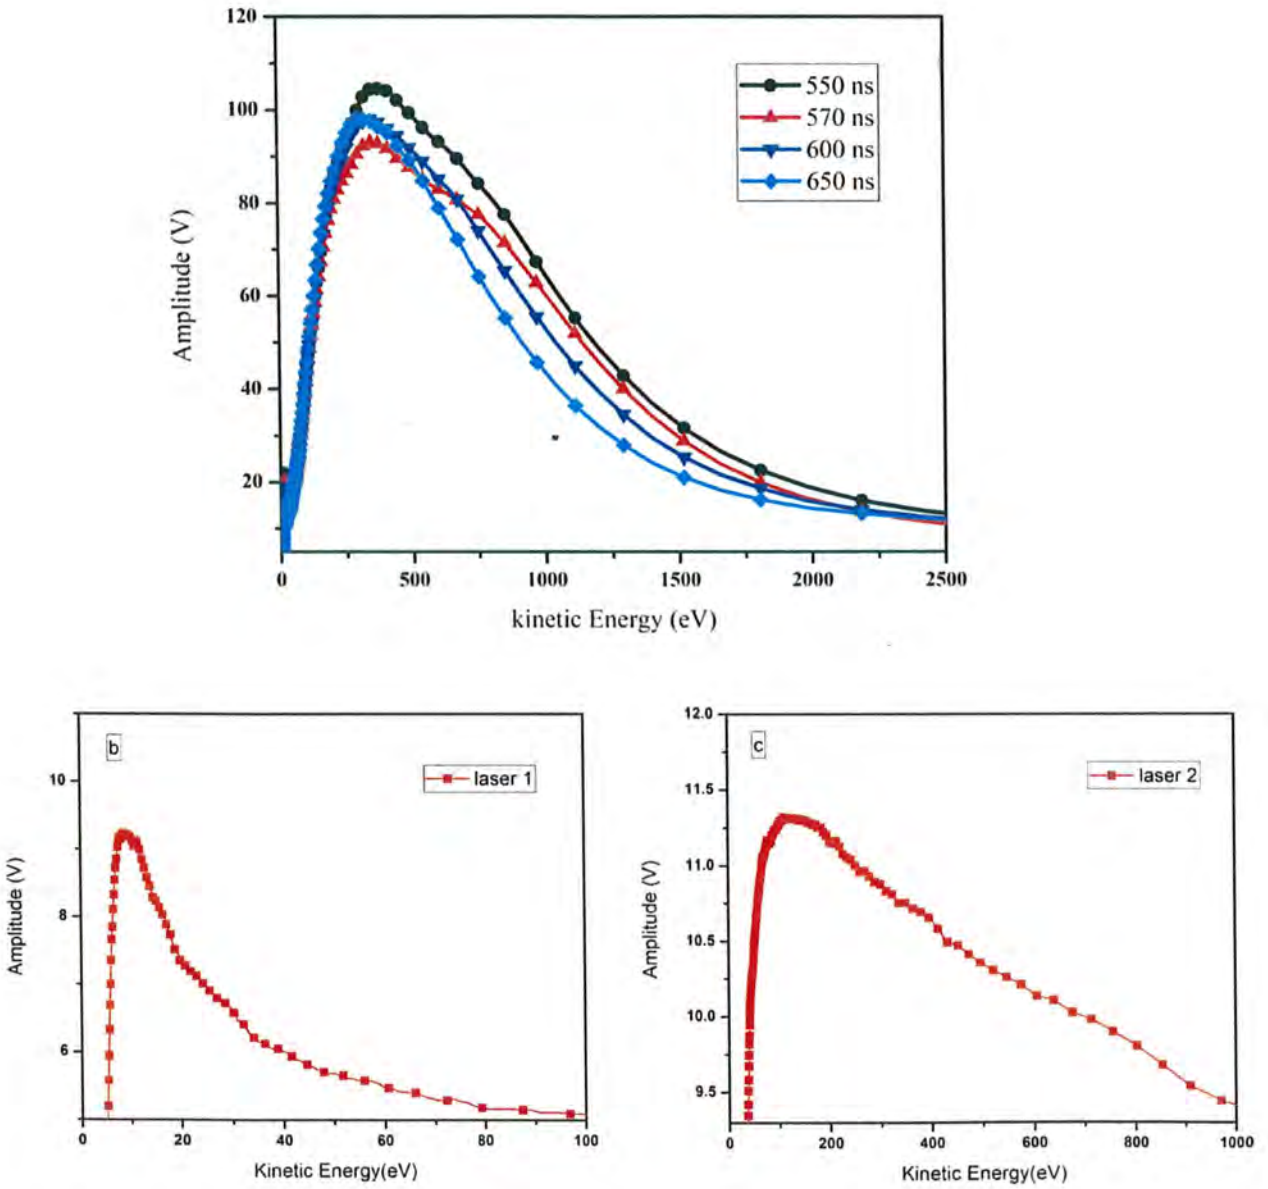 120
100
80
60
40
20
Amplitude (V)
550 ns
570 ns
600 ns
650 ns
0
500
1000
1500
2000
2500
kinetic Energy (eV)
b
laser 1
10
8
6
Amplitude (V)
0
20
40
60
80
100
Kinetic Energy(eV)
c
laser 2
12.0
11.5
11.0
10.5
10.0
9.5
Amplitude (V)
0
200
400
600
800
1000
Kinetic Energy(eV)